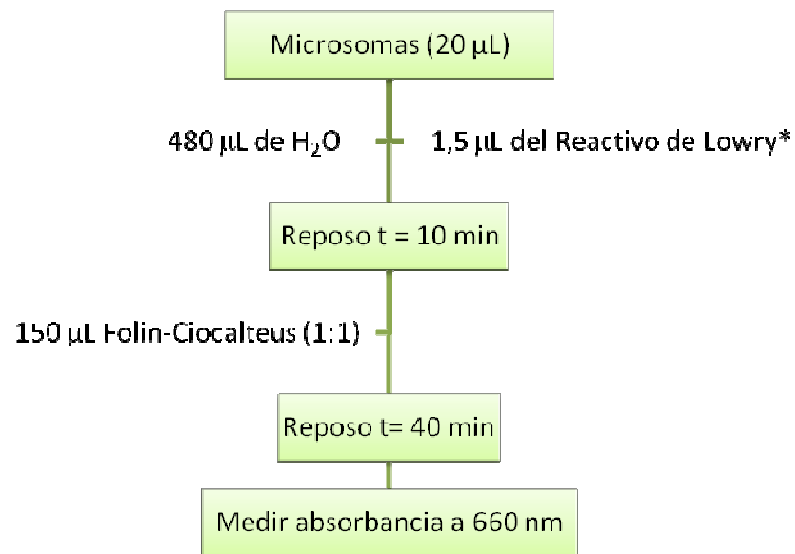 Microsomas (20 µL)
480 µL de H₂O
1,5 µL del Reactivo de Lowry*
Reposo t = 10 min
150 µL Folin-Ciocalteus (1:1)
Reposo t= 40 min
Medir absorbancia a 660 nm